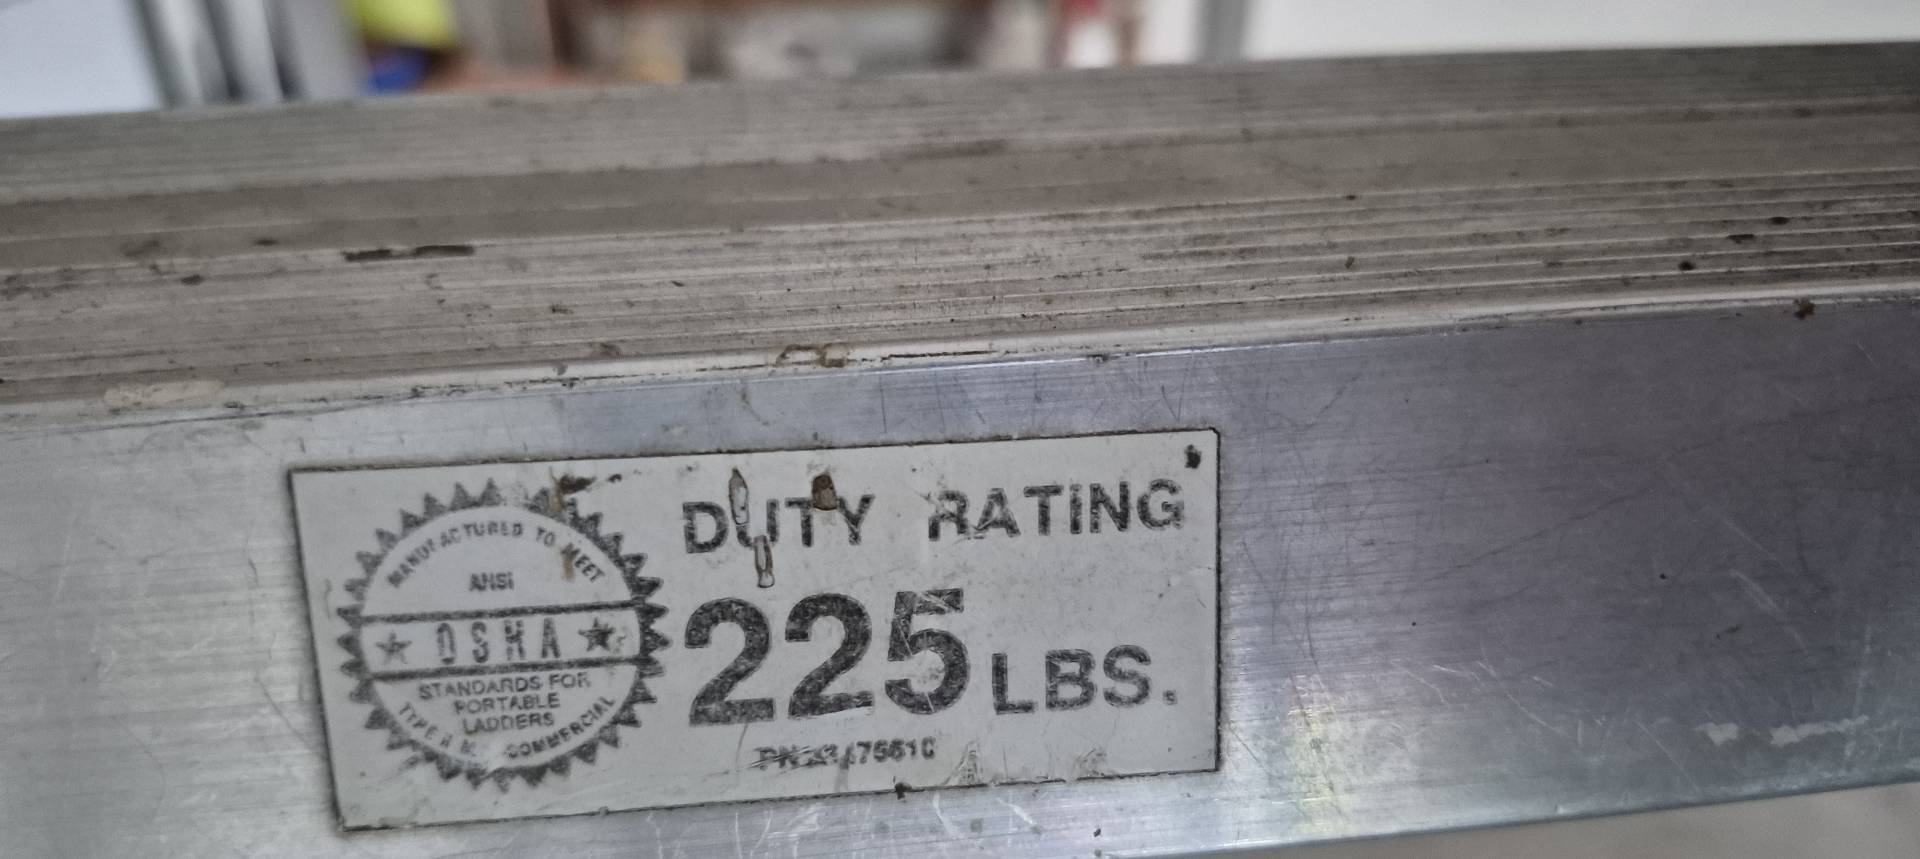 MANUFACTURED TO MEET
ANSI
★ OSHA ★
STANDARDS FOR
PORTABLE
LADDERS
COMMERCIAL
DUTY RATING
225 LBS.